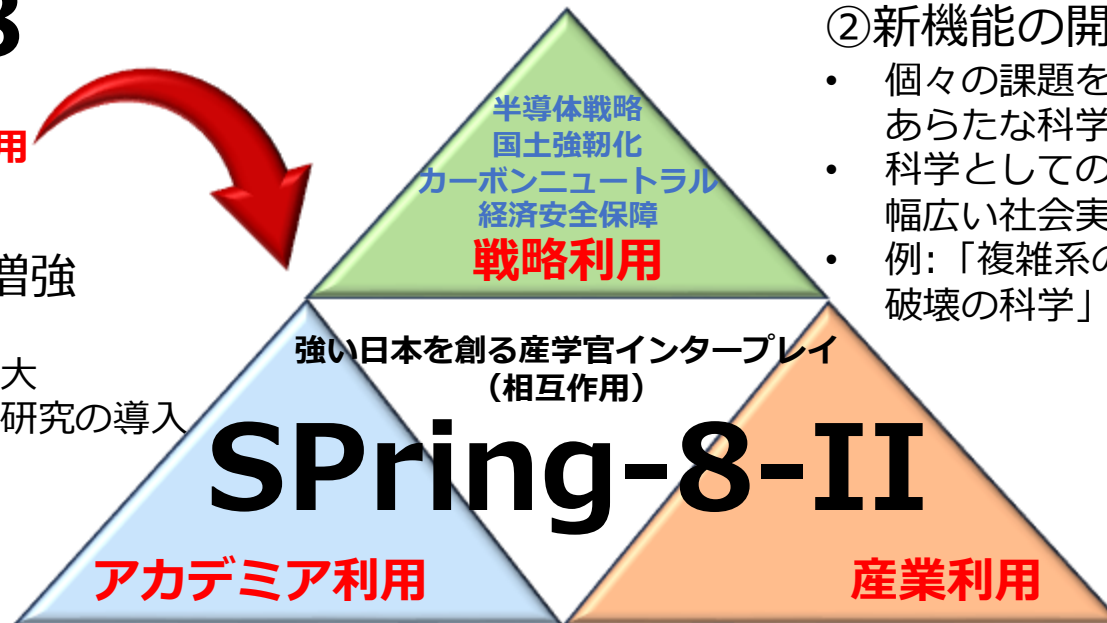 8
用
増強
大
研究の導入
半導体戦略
国土強靭化
カーボンニュートラル
経済安全保障
戦略利用
②新機能の開
• 個々の課題を
あらたな科学
• 科学としての
幅広い社会実
• 例:「複雑系の
破壊の科学」
強い日本を創る産学官インタープレイ
(相互作用)
SPring-8-II
アカデミア利用
産業利用